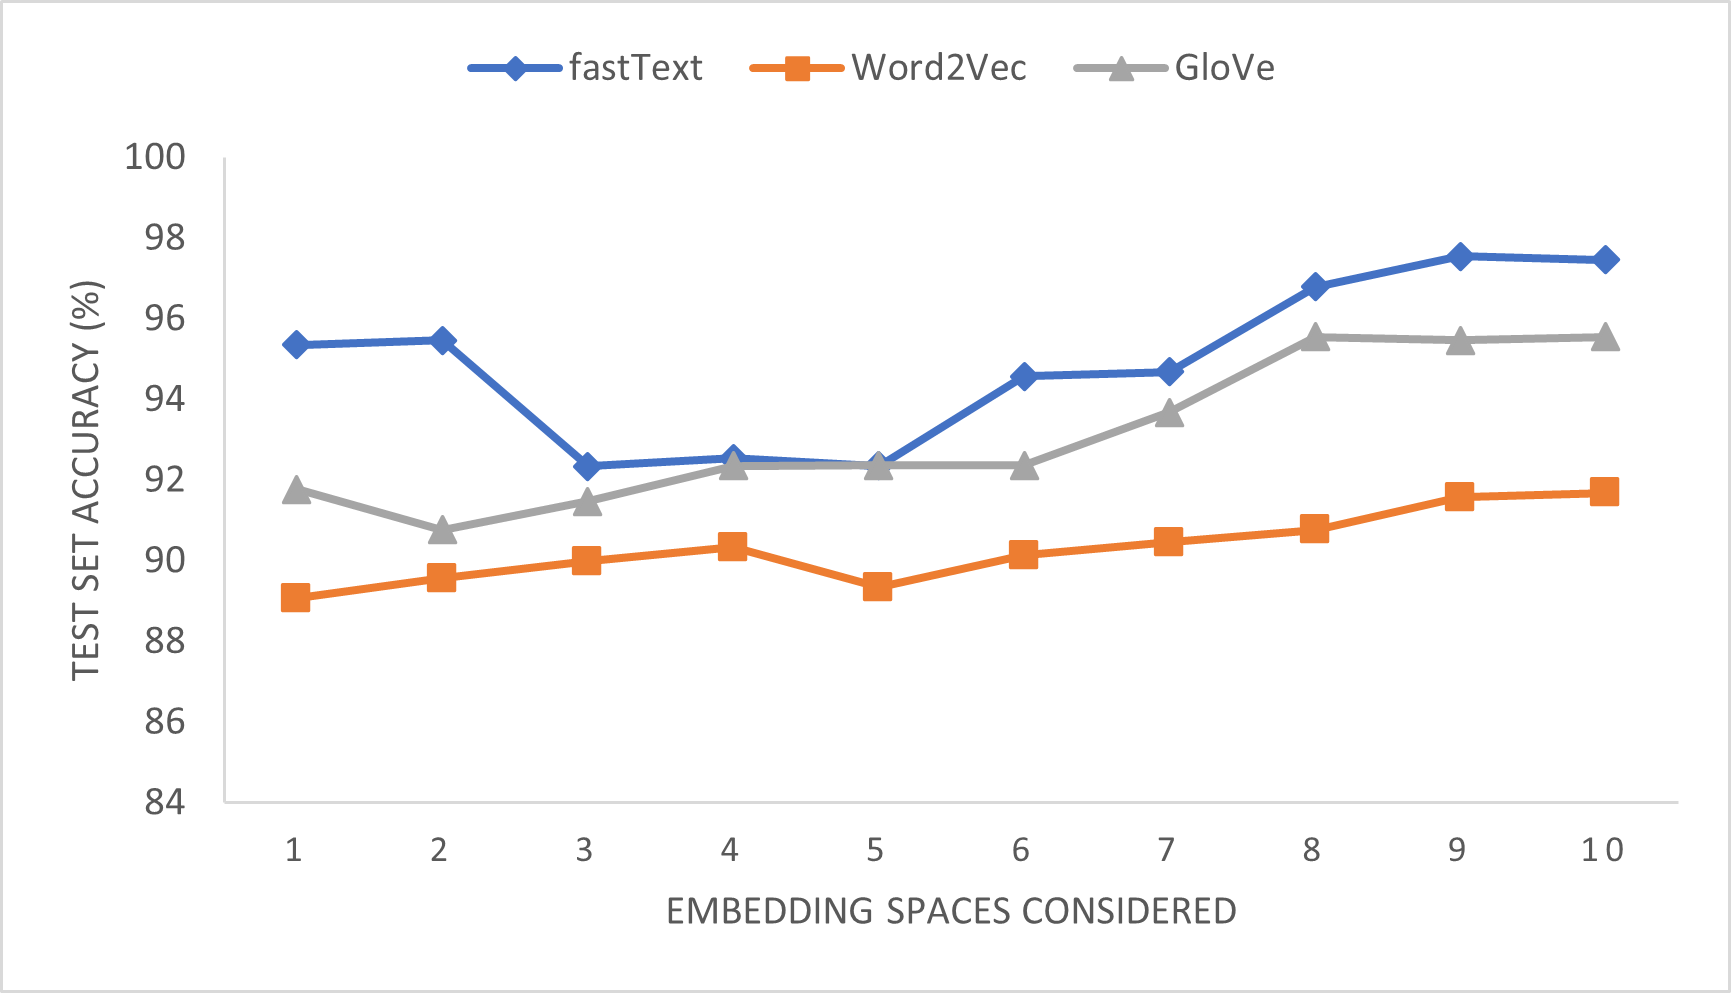 fastText Word2Vec GloVe
100
98
96
94
92
90
88
86
84
TEST SET ACCURACY (%)
1 2 3 4 5 6 7 8 9 10
EMBEDDING SPACES CONSIDERED